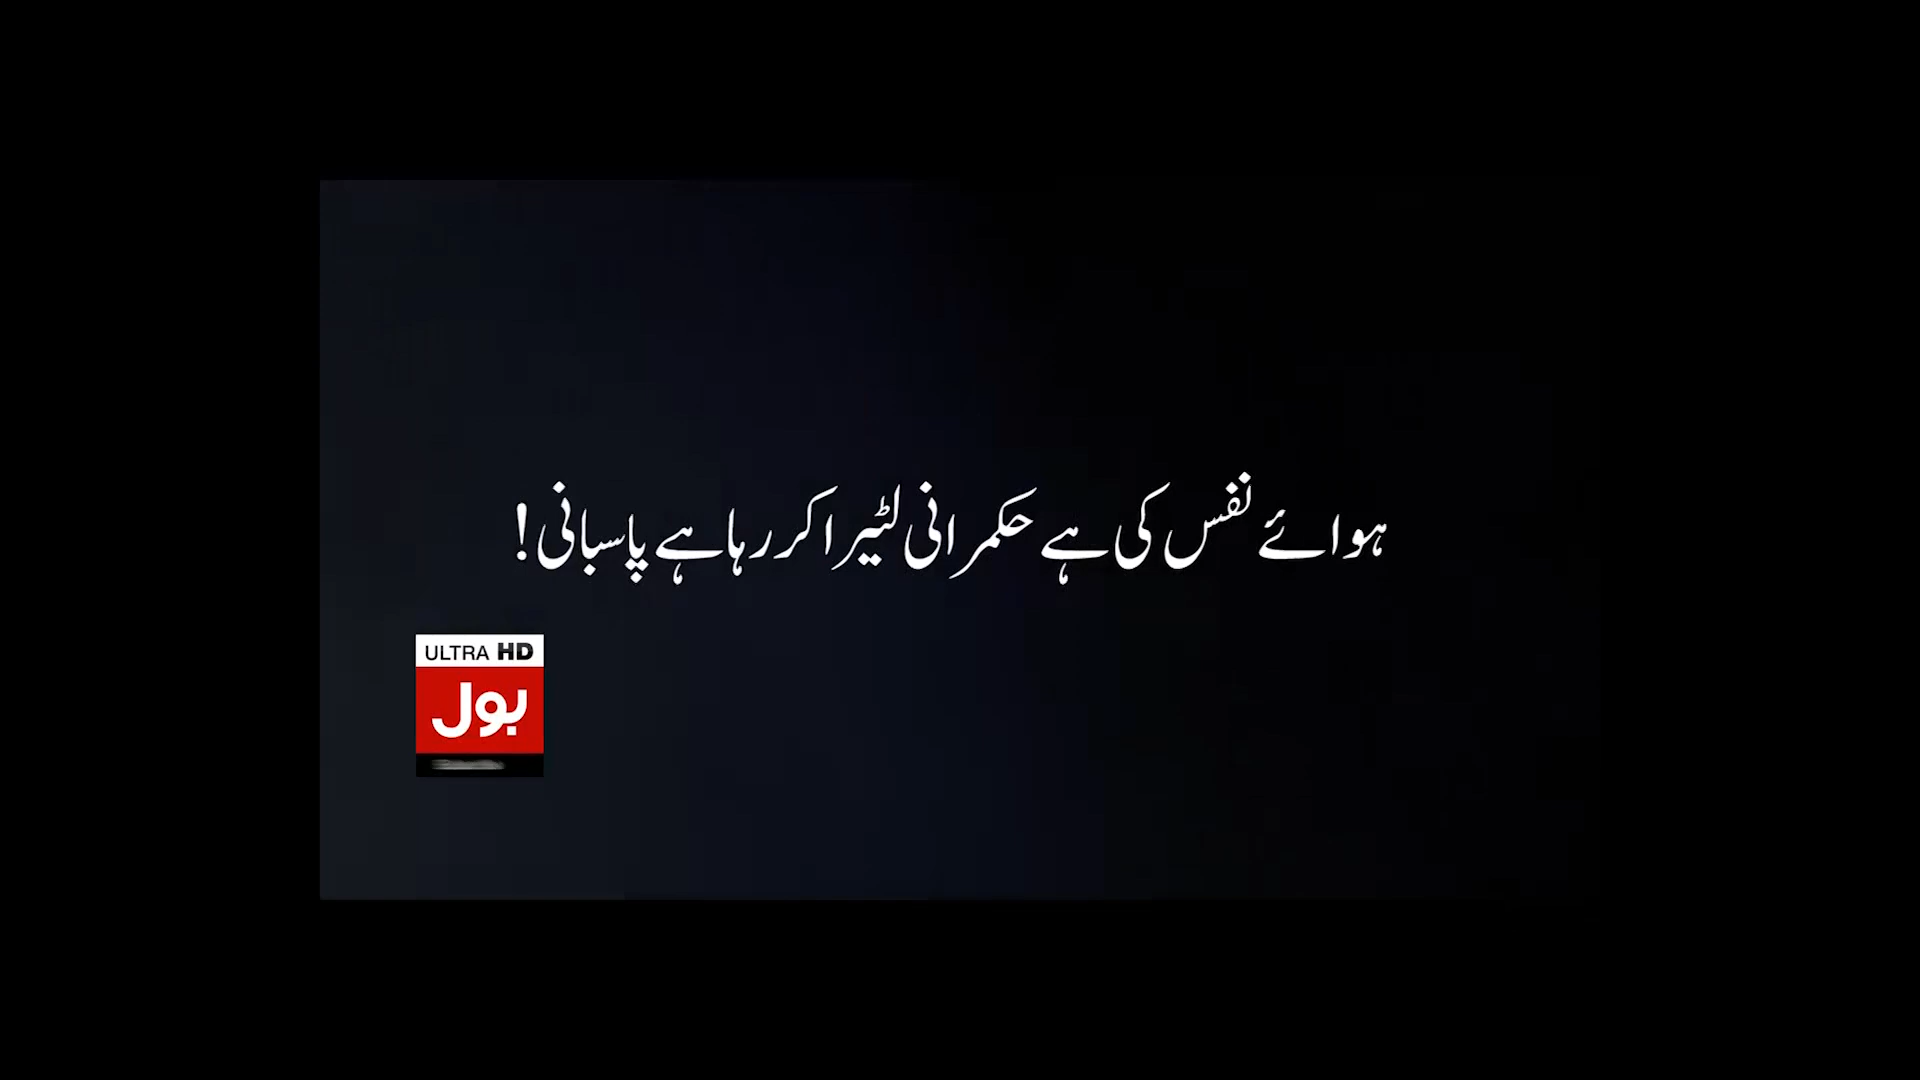 ہوائے نفس کی ہے حکمرانی لٹیرا کر رہا ہے پاسبانی!
ULTRA HD
بول